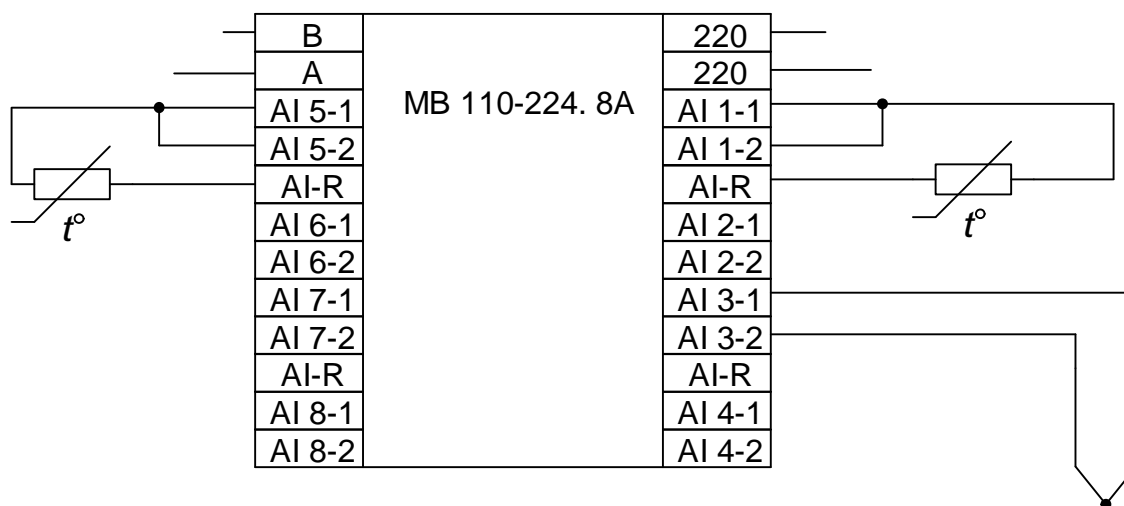 B
A
AI 5-1
AI 5-2
AI-R
AI 6-1
AI 6-2
AI 7-1
AI 7-2
AI-R
AI 8-1
AI 8-2
МВ 110-224. 8А
220
220
AI 1-1
AI 1-2
AI-R
AI 2-1
AI 2-2
AI 3-1
AI 3-2
AI-R
AI 4-1
AI 4-2
t°
t°